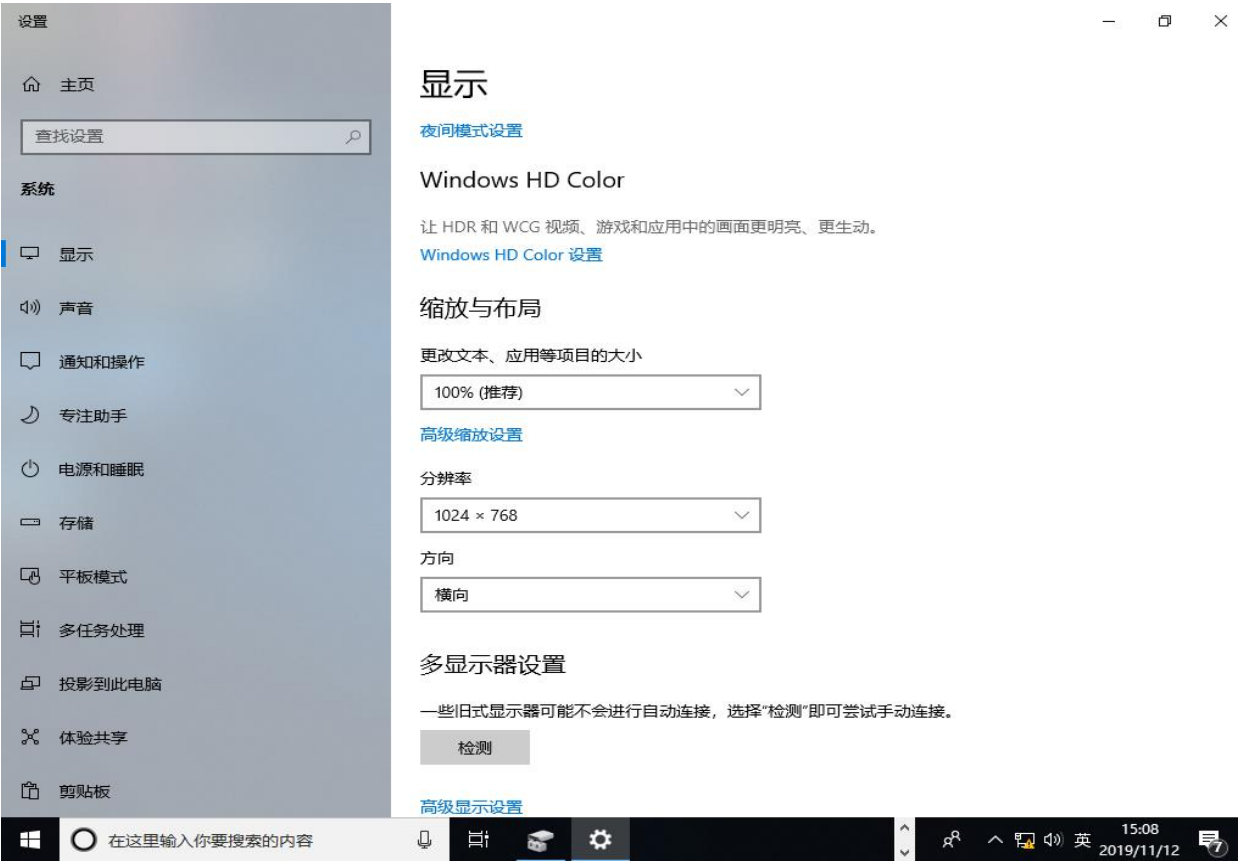 设置
主页
查找设置
系统
显示
声音
通知和操作
专注助手
电源和睡眠
存储
平板模式
多任务处理
投影到此电脑
体验共享
剪贴板
显示
夜间模式设置
Windows HD Color
让 HDR 和 WCG 视频、游戏和应用中的画面更明亮、更生动。
Windows HD Color 设置
缩放与布局
更改文本、应用等项目的大小
100% (推荐)
高级缩放设置
分辨率
1024 × 768
方向
横向
多显示器设置
一些旧式显示器可能不会进行自动连接，选择"检测"即可尝试手动连接。
检测
高级显示设置
在这里输入你要搜索的内容
英
15:08
2019/11/12
7